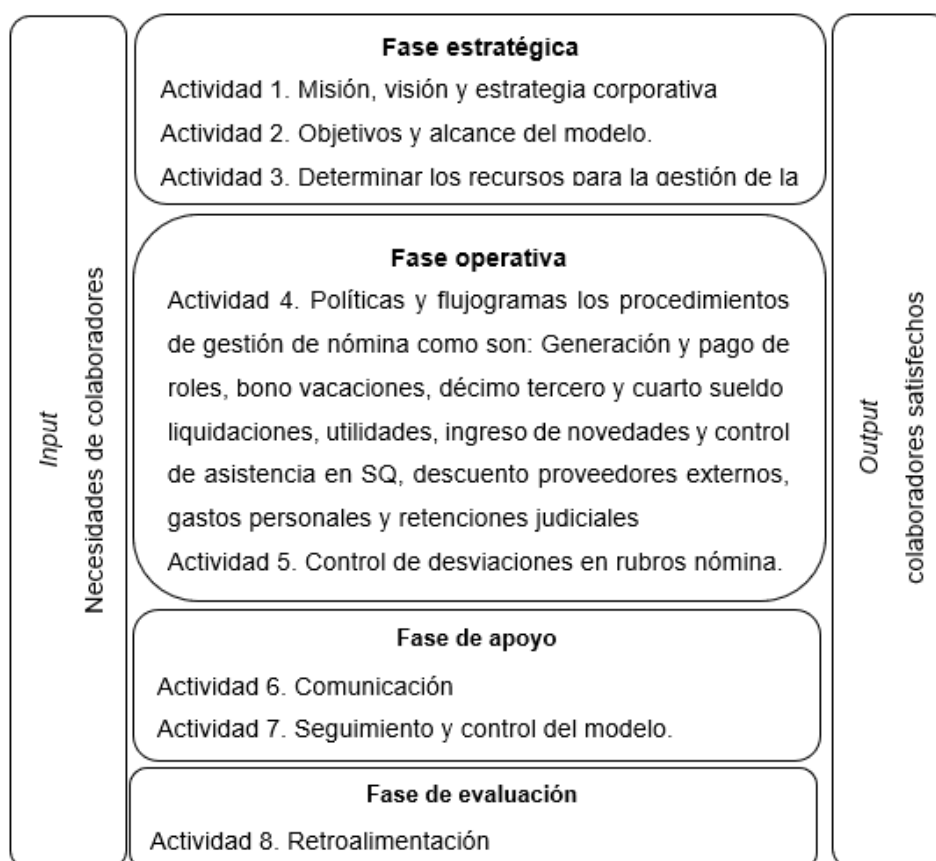 Input
Necesidades de colaboradores
Fase estratégica
Actividad 1. Misión, visión y estrategia corporativa
Actividad 2. Objetivos y alcance del modelo.
Actividad 3. Determinar los recursos para la gestión de la
Fase operativa
Actividad 4. Políticas y flujogramas los procedimientos
de gestión de nómina como son: Generación y pago de
roles, bono vacaciones, décimo tercero y cuarto sueldo
liquidaciones, utilidades, ingreso de novedades y control
de asistencia en SQ, descuento proveedores externos,
gastos personales y retenciones judiciales
Actividad 5. Control de desviaciones en rubros nómina.
Fase de apoyo
Actividad 6. Comunicación
Actividad 7. Seguimiento y control del modelo.
Fase de evaluación
Actividad 8. Retroalimentación
Output
colaboradores satisfechos